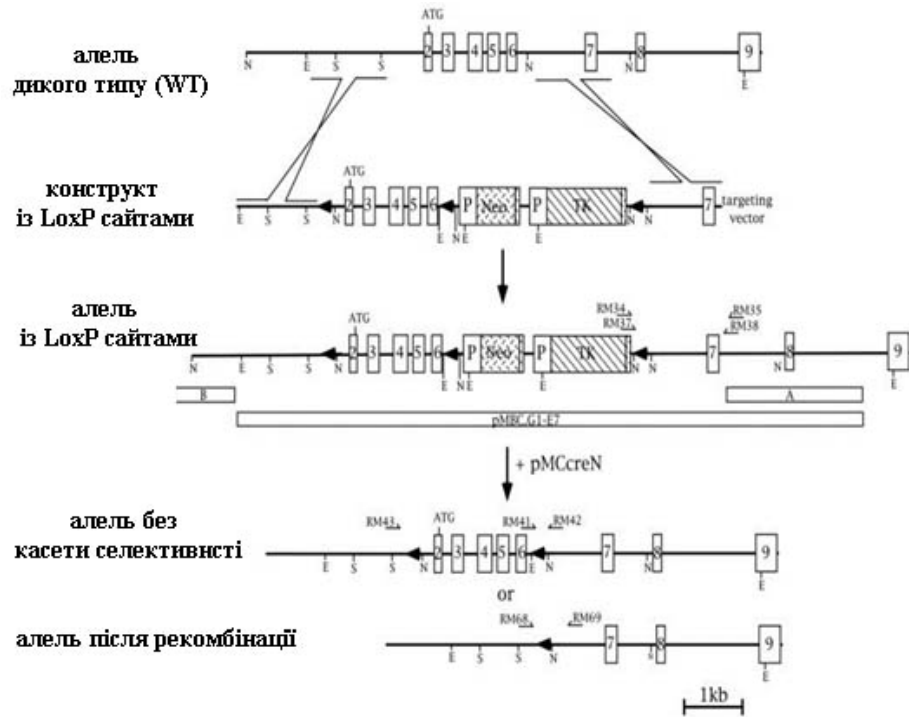 ATG
алель
дикого типу (WT)
2 3 4 5 6 7 8 9
N E S S N N E
конструкт
із LoxP сайтами
ATG
2 3 4 5 6 P Neo P TK 7
targeting
vector
E S S N E N E E N N
алель
із LoxP сайтами
RM34 RM35
RM37 RM38
ATG
2 3 4 5 6 P Neo P TK 7 8 9
N E S S N E N E E N N N E
B A
pMBC.G1-E7
+ pMCcreN
алель без
касети селективнсті
RM43 ATG RM41 RM42
2 3 4 5 6 7 8 9
E S S N E N N E
or
алель після рекомбінації
RM68 RM69
7 8 9
E S S N E
1kb